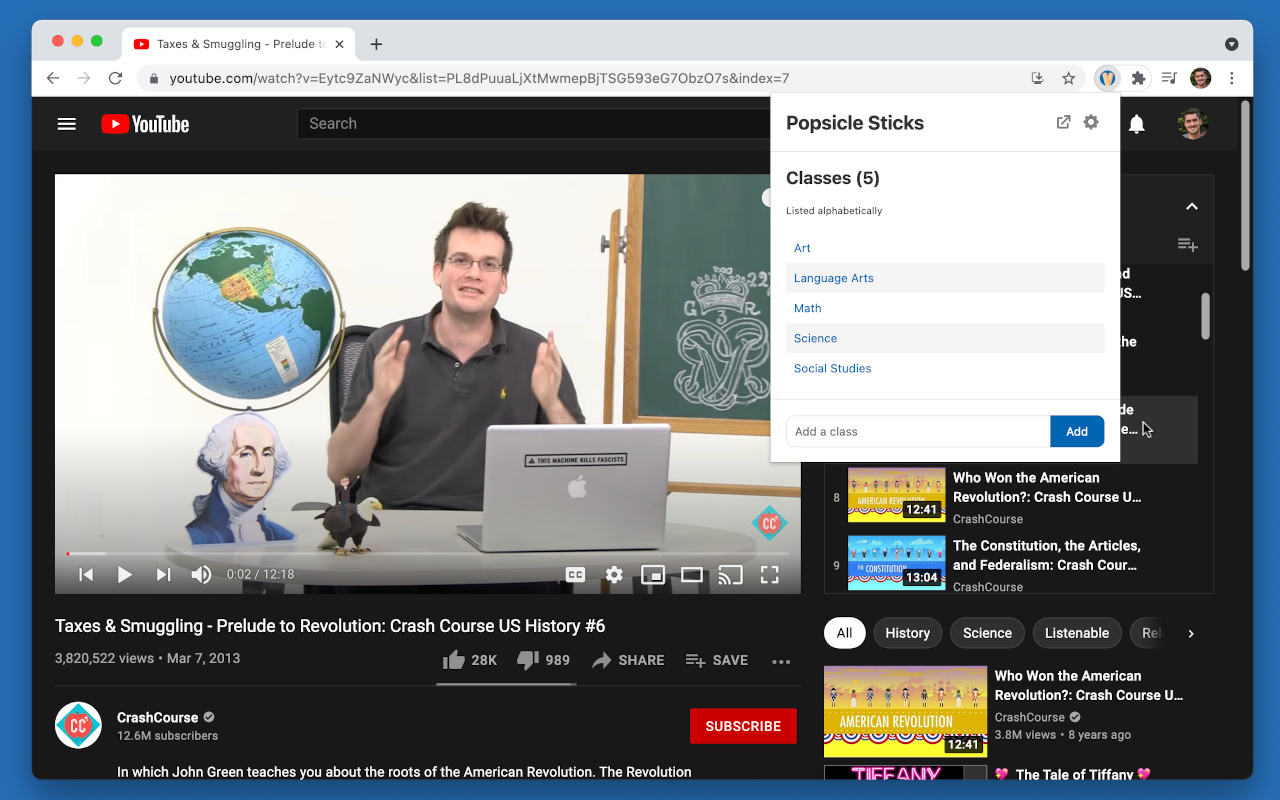 Taxes & Smuggling - Prelude to
youtube.com/watch?v=Eytc9ZaNWyc&list=PL8dPuuaLjXtMwmepBjTSG593eG7ObzO7s&index=7
YouTube
Search
Popsicle Sticks
Classes (5)
Listed alphabetically
Art
Language Arts
Math
Science
Social Studies
Add a class
Add
THIS MACHINE KILLS FASCISTS
CC
0:02 / 12:18
CC
8
AMERICAN REVOLUTION
12:41
Who Won the American
Revolution?: Crash Course U...
CrashCourse
9
THE CONSTITUTION
13:04
The Constitution, the Articles,
and Federalism: Crash Cour...
CrashCourse
Taxes & Smuggling - Prelude to Revolution: Crash Course US History #6
3,820,522 views • Mar 7, 2013
28K
989
SHARE
SAVE
CC
CrashCourse
12.6M subscribers
SUBSCRIBE
In which John Green teaches you about the roots of the American Revolution. The Revolution
All
History
Science
Listenable
AMERICAN REVOLUTION
12:41
Who Won the American
Revolution?: Crash Course U...
CrashCourse
3.8M views • 8 years ago
TIFFANY
💖 The Tale of Tiffany 💖